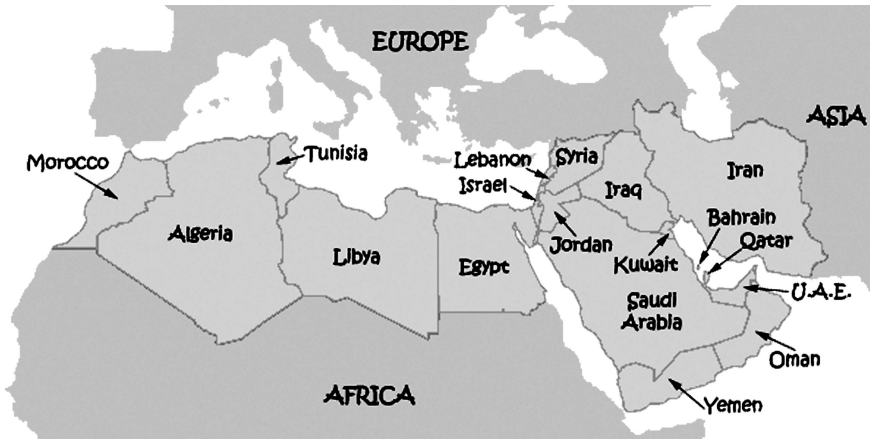 EUROPE
ASIA
Morocco
Tunisia
Lebanon
Syria
Israel
Iraq
Iran
Algeria
Libya
Egypt
Jordan
Kuwait
Bahrain
Qatar
Saudi
Arabia
U.A.E.
Oman
Yemen
AFRICA